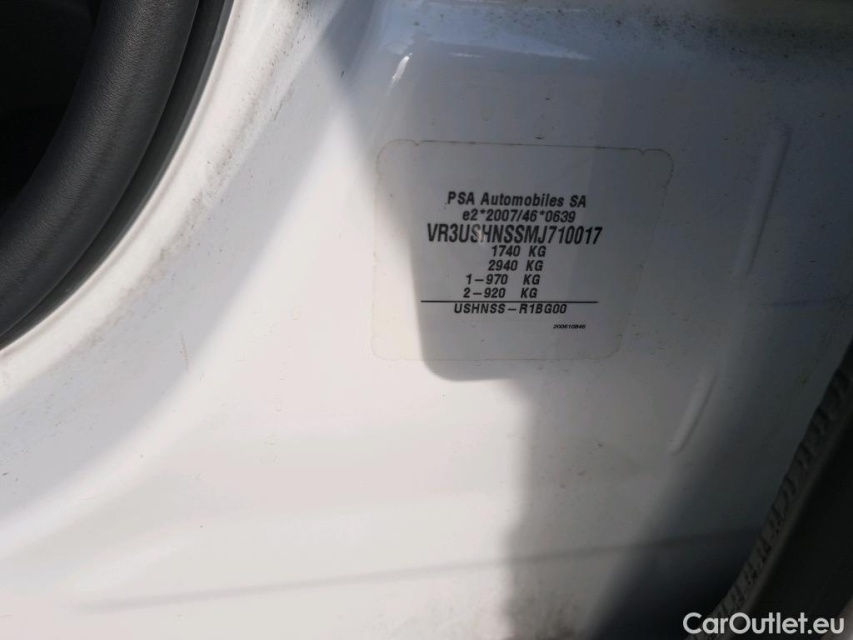 PSA Automobiles SA
e2*2007/46*0639
VR3USHNSSMJ710017
1740 KG
2940 KG
1-970 KG
2-920 KG
USHNSS-R1BG00
CarOutlet.eu